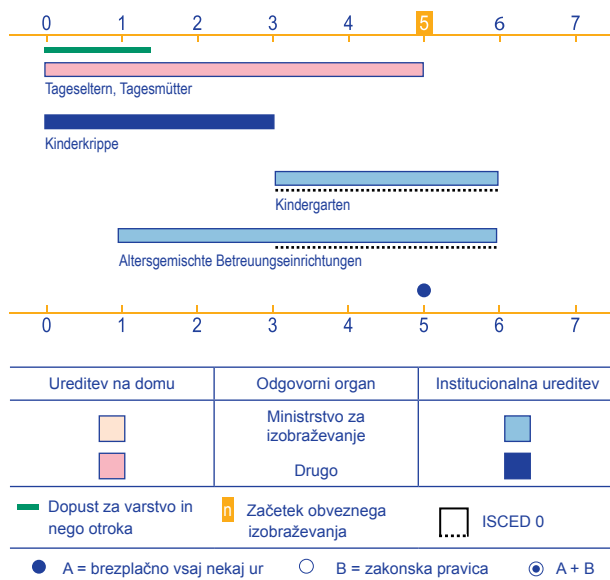 0 1 2 3 4 5 6 7
Tageseltern, Tagesmütter
Kinderkrippe
Kindergarten
Altersgemischte Betreuungseinrichtungen
0 1 2 3 4 5 6 7
Ureditev na domu Odgovorni organ Institucionalna ureditev
Ministrstvo za
izobraževanje
Drugo
Dopust za varstvo in
nego otroka
n Začetek obveznega
izobraževanja
ISCED 0
A = brezplačno vsaj nekaj ur B = zakonska pravica A + B